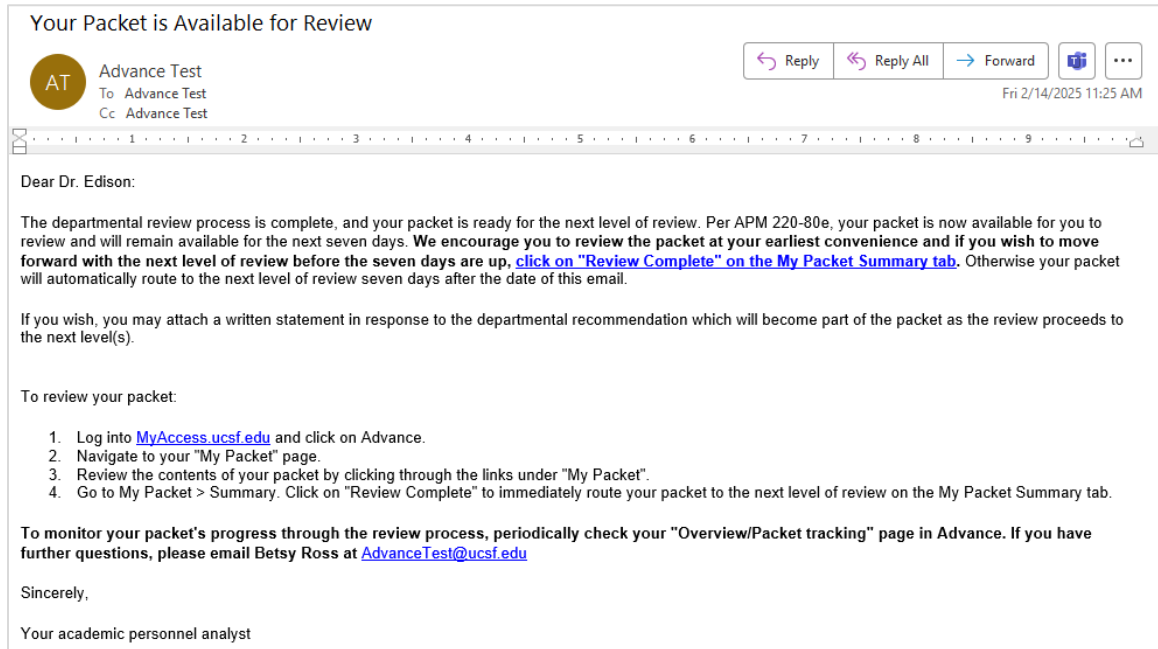 Your Packet is Available for Review
AT
Advance Test
To Advance Test
Cc Advance Test
Reply
Reply All
Forward
Fri 2/14/2025 11:25 AM
1 2 3 4 5 6 7 8 9
Dear Dr. Edison:
The departmental review process is complete, and your packet is ready for the next level of review. Per APM 220-80e, your packet is now available for you to
review and will remain available for the next seven days. We encourage you to review the packet at your earliest convenience and if you wish to move
forward with the next level of review before the seven days are up, click on "Review Complete" on the My Packet Summary tab. Otherwise your packet
will automatically route to the next level of review seven days after the date of this email.
If you wish, you may attach a written statement in response to the departmental recommendation which will become part of the packet as the review proceeds to
the next level(s).
To review your packet:
1. Log into MyAccess.ucsf.edu and click on Advance.
2. Navigate to your "My Packet" page.
3. Review the contents of your packet by clicking through the links under "My Packet".
4. Go to My Packet > Summary. Click on "Review Complete" to immediately route your packet to the next level of review on the My Packet Summary tab.
To monitor your packet's progress through the review process, periodically check your "Overview/Packet tracking" page in Advance. If you have
further questions, please email Betsy Ross at AdvanceTest@ucsf.edu
Sincerely,
Your academic personnel analyst